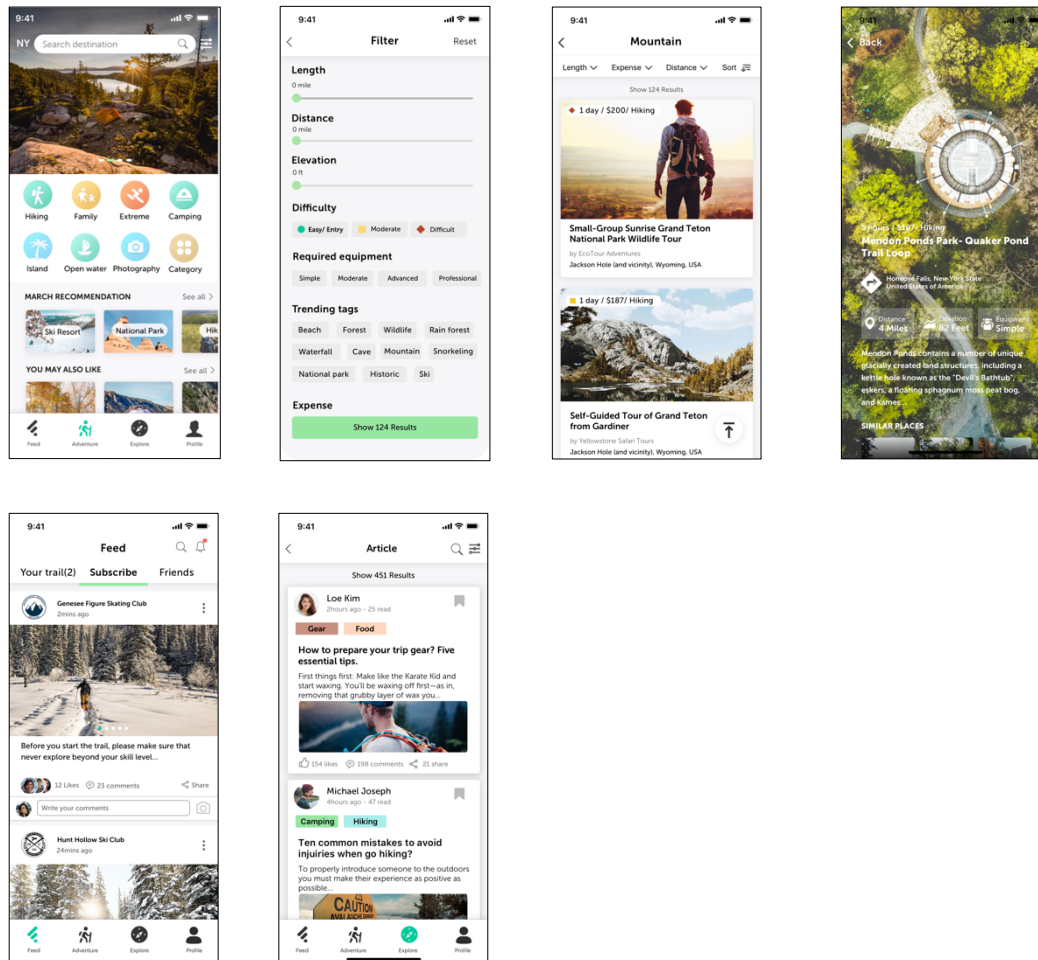 9:41
NY Search destination
Hiking Family Extreme Camping
Island Open water Photography Category
MARCH RECOMMENDATION See all >
Ski Resort National Park Hik
YOU MAY ALSO LIKE See all >
Feed Adventure Explore Profile
9:41
Filter Reset
Length
0 mile
Distance
0 mile
Elevation
0 ft
Difficulty
Easy/ Entry Moderate Difficult
Required equipment
Simple Moderate Advanced Professional
Trending tags
Beach Forest Wildlife Rain forest
Waterfall Cave Mountain Snorkeling
National park Historic Ski
Expense
Show 124 Results
9:41
Mountain
Length Expense Distance Sort
Show 124 Results
1 day / $200/ Hiking
Small-Group Sunrise Grand Teton
National Park Wildlife Tour
by EcoTour Adventures
Jackson Hole (and vicinity), Wyoming, USA
1 day / $187/ Hiking
Self-Guided Tour of Grand Teton
from Gardiner
by Yellowstone Safari Tours
Jackson Hole (and vicinity), Wyoming, USA
9:41
Back
5 hours / $187/ Hiking
Mendon Ponds Park- Quaker Pond
Trail Loop
Honeoye Falls, New York State
United States of America
Distance Elevation Equipment
4 Miles 82 Feet Simple
Mendon Ponds contains a number of unique
glacially created land structures, including a
kettle hole known as the "Devil's Bathtub",
eskers, a floating sphagnum moss peat bog,
and kames...
SIMILAR PLACES
9:41
Feed
Your trail(2) Subscribe Friends
Genesee Figure Skating Club
2mins ago
Before you start the trail, please make sure that
never explore beyond your skill level...
12 Likes 23 comments Share
Write your comments
Hunt Hollow Ski Club
24mins ago
Feed Adventure Explore Profile
9:41
Article
Show 451 Results
Loe Kim
2hours ago - 25 read
Gear Food
How to prepare your trip gear? Five
essential tips.
First things first: Make like the Karate Kid and
start waxing. You'll be waxing off first—as in,
removing that grubby layer of wax you...
154 likes 198 comments 21 share
Michael Joseph
4hours ago - 47 read
Camping Hiking
Ten common mistakes to avoid
injuiries when go hiking?
To properly introduce someone to the outdoors
you must make their experience as positive as
possible...
CAUTION
AVALANCHE DANGER
Feed Adventure Explore Profile